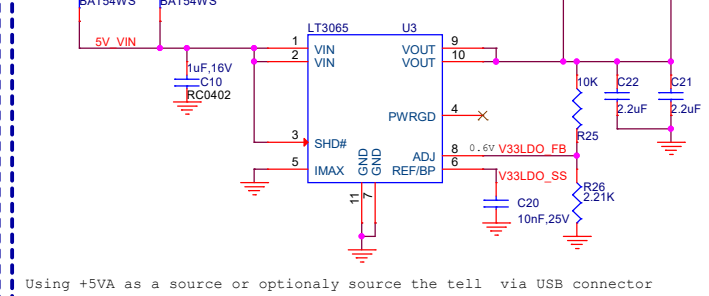 BAT54WS
BAT54WS
LT3065
U3
5V_VIN
1
VIN
VOUT
9
2
VIN
VOUT
10
1uF,16V
C10
RC0402
10K
C22
C21
2.2uF
2.2uF
PWRGD
4
R25
3
SHD#
ADJ
8
0.6V
V33LDO_FB
5
IMAX
GND
GND
REF/BP
6
V33LDO_SS
11
7
R26
2.21K
C20
10nF,25V
Using +5VA as a source or optionaly source the tell via USB connector